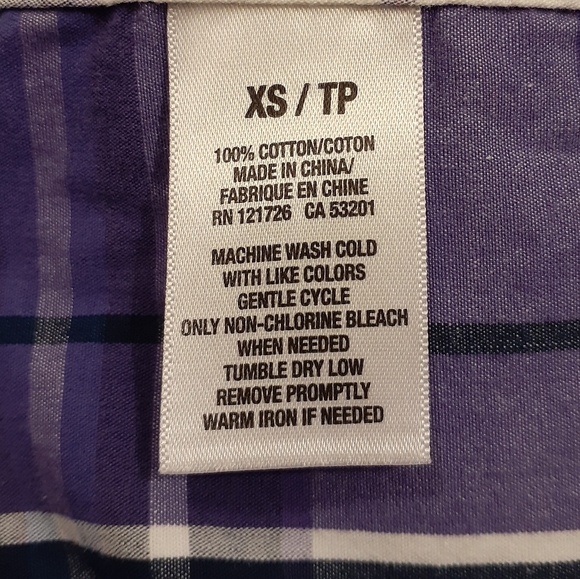 XS / TP
100% COTTON/COTON
MADE IN CHINA/
FABRIQUE EN CHINE
RN 121726 CA 53201
MACHINE WASH COLD
WITH LIKE COLORS
GENTLE CYCLE
ONLY NON-CHLORINE BLEACH
WHEN NEEDED
TUMBLE DRY LOW
REMOVE PROMPTLY
WARM IRON IF NEEDED